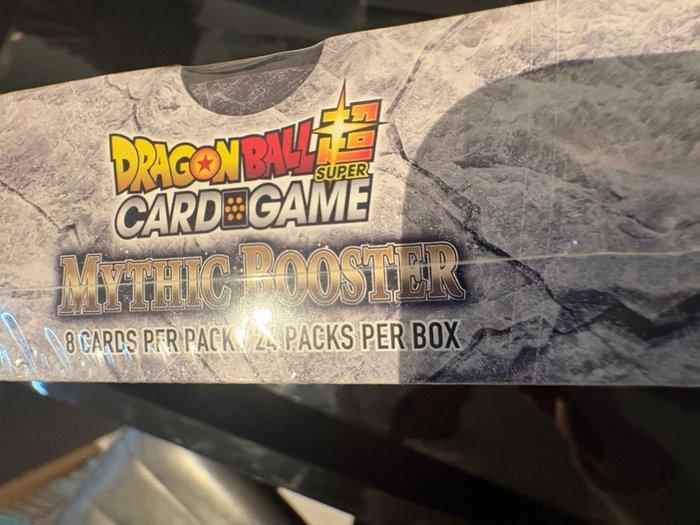 DRAGON BALL 超
SUPER
CARD GAME
MYTHIC BOOSTER
8 CARDS PER PACK / 24 PACKS PER BOX